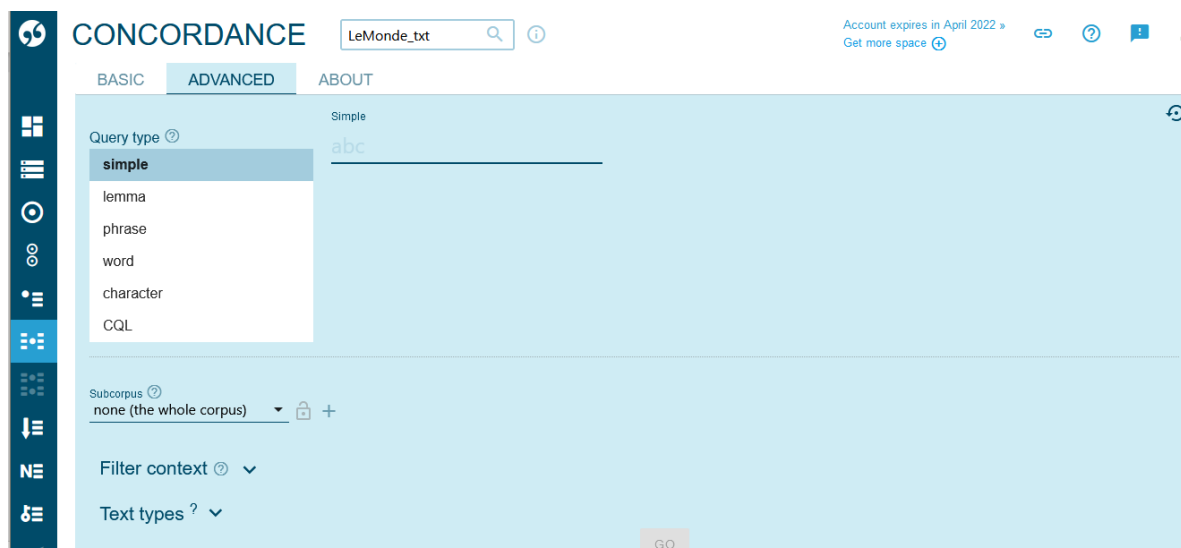 CONCORDANCE
LeMonde_txt
Account expires in April 2022 »
Get more space
BASIC
ADVANCED
ABOUT
Query type ?
Simple
abc
simple
lemma
phrase
word
character
CQL
Subcorpus ?
none (the whole corpus)
Filter context ?
Text types ?
GO